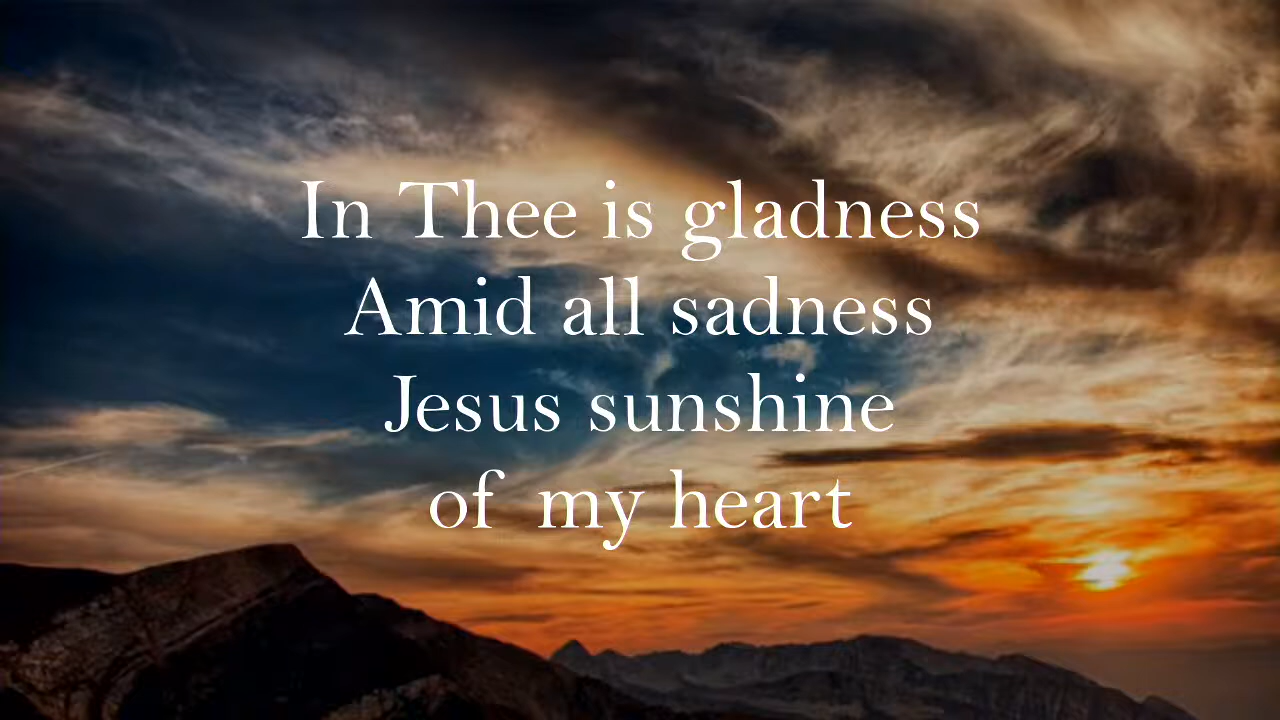 In Thee is gladness
Amid all sadness
Jesus sunshine
of my heart